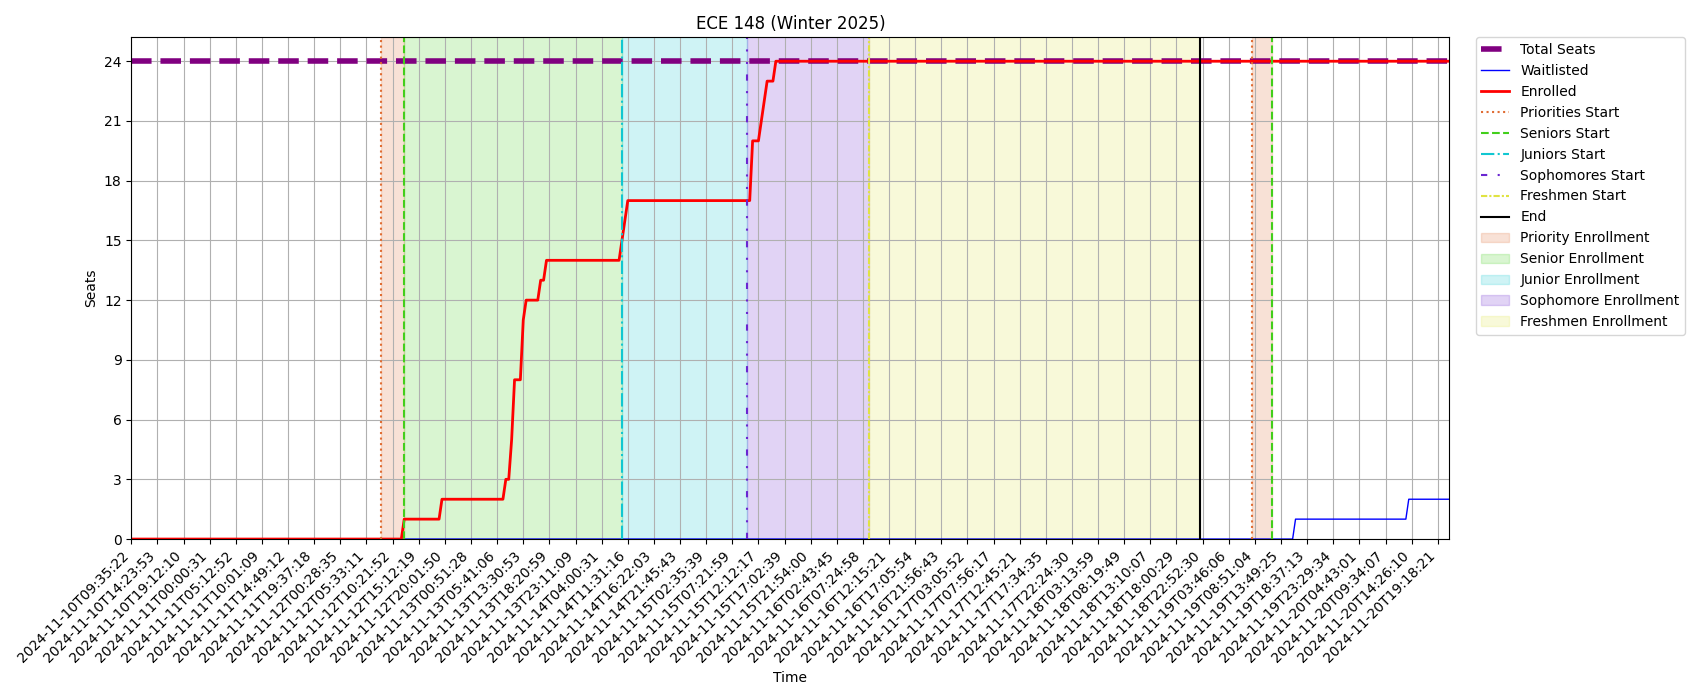 ECE 148 (Winter 2025)
Seats
24
21
18
15
12
9
6
3
0
2024-11-10T09:35:22
2024-11-10T14:23:53
2024-11-10T19:12:10
2024-11-11T00:00:31
2024-11-11T05:12:52
2024-11-11T10:01:09
2024-11-11T14:49:12
2024-11-11T19:37:18
2024-11-12T00:28:35
2024-11-12T05:33:11
2024-11-12T10:21:52
2024-11-12T15:12:19
2024-11-12T20:01:50
2024-11-13T00:51:28
2024-11-13T05:41:06
2024-11-13T13:30:53
2024-11-13T18:20:59
2024-11-13T23:11:09
2024-11-14T04:00:31
2024-11-14T11:31:16
2024-11-14T16:22:03
2024-11-14T21:45:43
2024-11-15T02:35:39
2024-11-15T07:21:59
2024-11-15T12:12:17
2024-11-15T17:02:39
2024-11-15T21:54:00
2024-11-16T02:43:45
2024-11-16T07:24:58
2024-11-16T12:15:21
2024-11-16T17:05:54
2024-11-16T21:56:43
2024-11-17T03:05:52
2024-11-17T07:56:17
2024-11-17T12:45:21
2024-11-17T17:34:35
2024-11-17T22:24:30
2024-11-18T03:13:59
2024-11-18T08:19:49
2024-11-18T13:10:07
2024-11-18T18:00:29
2024-11-18T22:52:30
2024-11-19T03:46:06
2024-11-19T08:51:04
2024-11-19T13:49:25
2024-11-19T18:37:13
2024-11-19T23:29:34
2024-11-20T04:43:01
2024-11-20T09:34:07
2024-11-20T14:26:10
2024-11-20T19:18:21
Time
Total Seats
Waitlisted
Enrolled
Priorities Start
Seniors Start
Juniors Start
Sophomores Start
Freshmen Start
End
Priority Enrollment
Senior Enrollment
Junior Enrollment
Sophomore Enrollment
Freshmen Enrollment